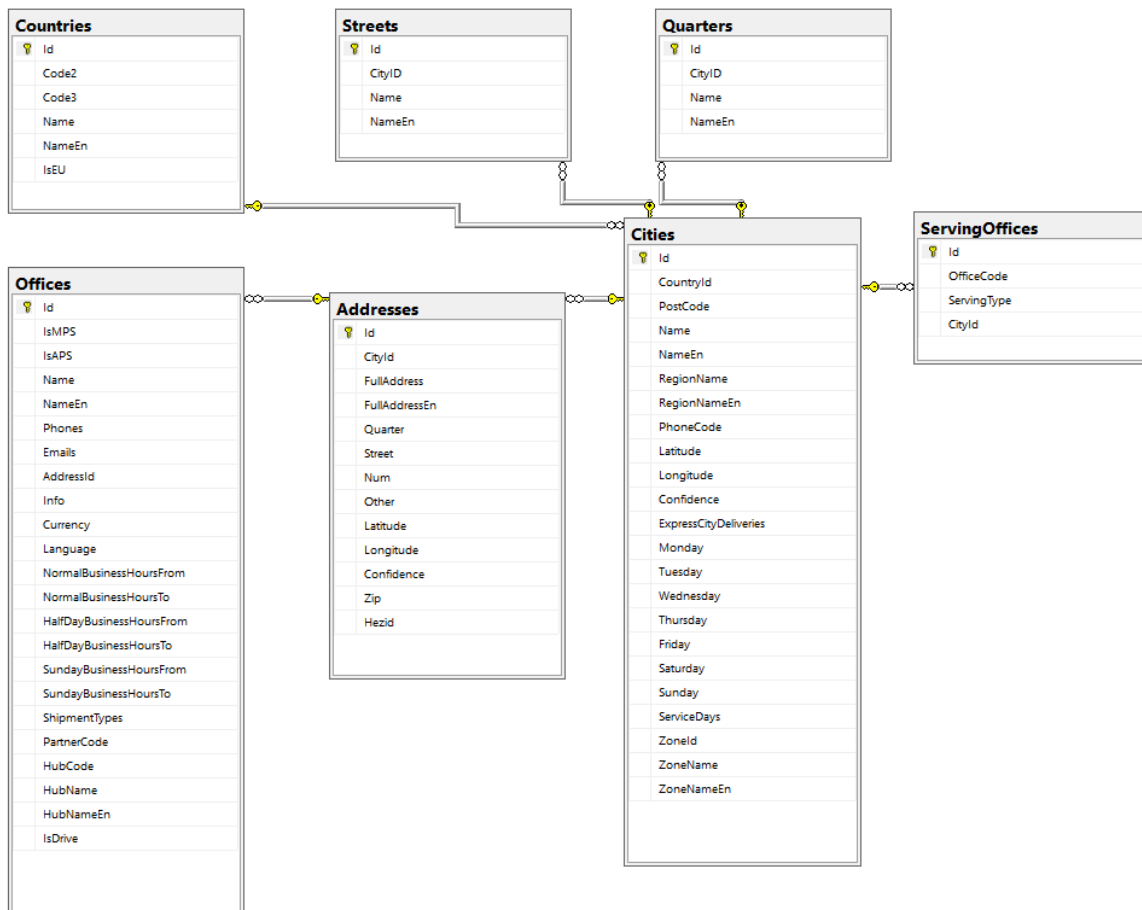 Countries
Id
Code2
Code3
Name
NameEn
IsEU
Streets
Id
CityID
Name
NameEn
Quarters
Id
CityID
Name
NameEn
Offices
Id
IsMPS
IsAPS
Name
NameEn
Phones
Emails
AddressId
Info
Currency
Language
NormalBusinessHoursFrom
NormalBusinessHoursTo
HalfDayBusinessHoursFrom
HalfDayBusinessHoursTo
SundayBusinessHoursFrom
SundayBusinessHoursTo
ShipmentTypes
PartnerCode
HubCode
HubName
HubNameEn
IsDrive
Addresses
Id
CityId
FullAddress
FullAddressEn
Quarter
Street
Num
Other
Latitude
Longitude
Confidence
Zip
Hezid
Cities
Id
CountryId
PostCode
Name
NameEn
RegionName
RegionNameEn
PhoneCode
Latitude
Longitude
Confidence
ExpressCityDeliveries
Monday
Tuesday
Wednesday
Thursday
Friday
Saturday
Sunday
ServiceDays
ZoneId
ZoneName
ZoneNameEn
ServingOffices
Id
OfficeCode
ServingType
CityId